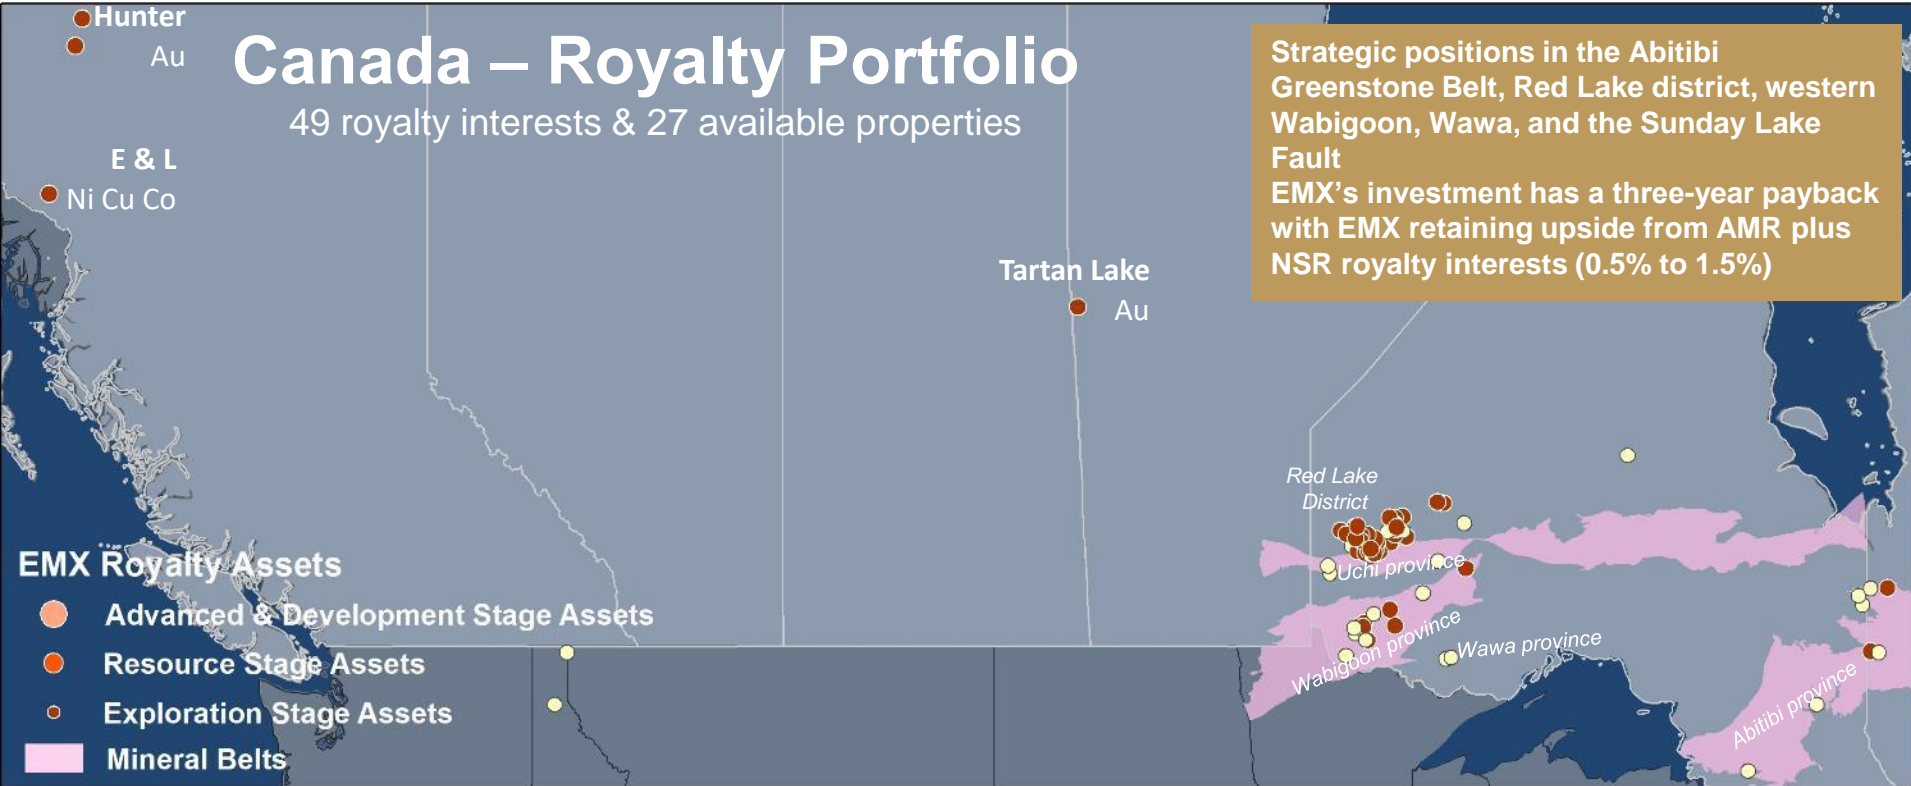 Hunter
Au
Canada – Royalty Portfolio
49 royalty interests & 27 available properties
Strategic positions in the Abitibi
Greenstone Belt, Red Lake district, western
Wabigoon, Wawa, and the Sunday Lake
Fault
EMX’s investment has a three-year payback
with EMX retaining upside from AMR plus
NSR royalty interests (0.5% to 1.5%)
E & L
Ni Cu Co
Tartan Lake
Au
Red Lake
District
Uchi province
Wabigoon province
Wawa province
Abitibi province
EMX Royalty Assets
Advanced & Development Stage Assets
Resource Stage Assets
Exploration Stage Assets
Mineral Belts